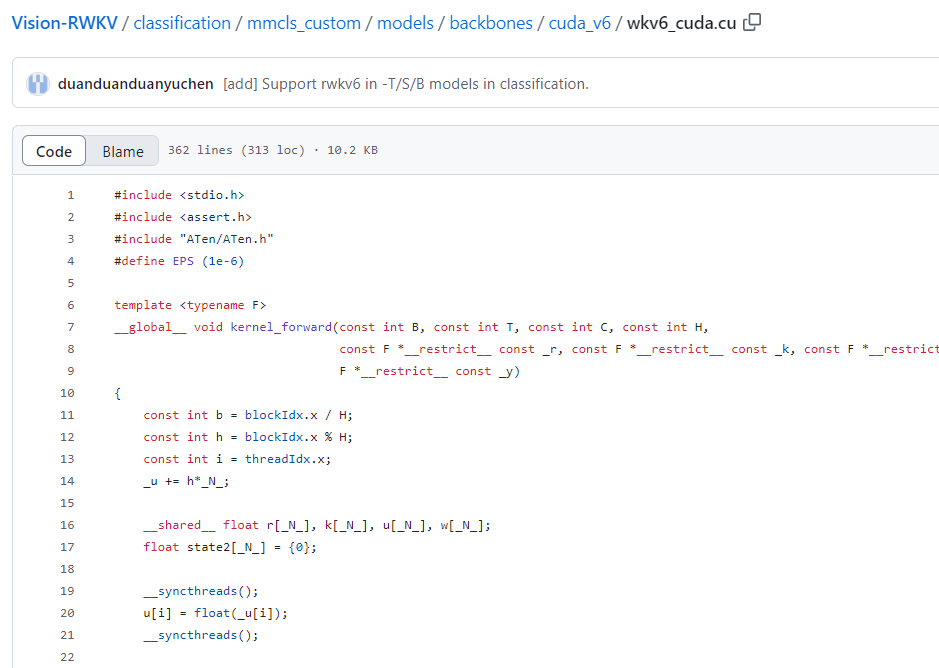 Vision-RWKV / classification / mmcls_custom / models / backbones / cuda_v6 / wkv6_cuda.cu
duanduanduanyuchen [add] Support rwkv6 in -T/S/B models in classification.
Code Blame 362 lines (313 loc) · 10.2 KB
1 #include <stdio.h>
2 #include <assert.h>
3 #include "ATen/ATen.h"
4 #define EPS (1e-6)
5
6 template <typename F>
7 __global__ void kernel_forward(const int B, const int T, const int C, const int H,
8                                const F *__restrict__ const _r, const F *__restrict__ const _k, const F *__restrict
9                                F *__restrict__ const _y)
10 {
11     const int b = blockIdx.x / H;
12     const int h = blockIdx.x % H;
13     const int i = threadIdx.x;
14     _u += h*_N_;
15
16     __shared__ float r[_N_], k[_N_], u[_N_], w[_N_];
17     float state2[_N_] = {0};
18
19     __syncthreads();
20     u[i] = float(_u[i]);
21     __syncthreads();
22